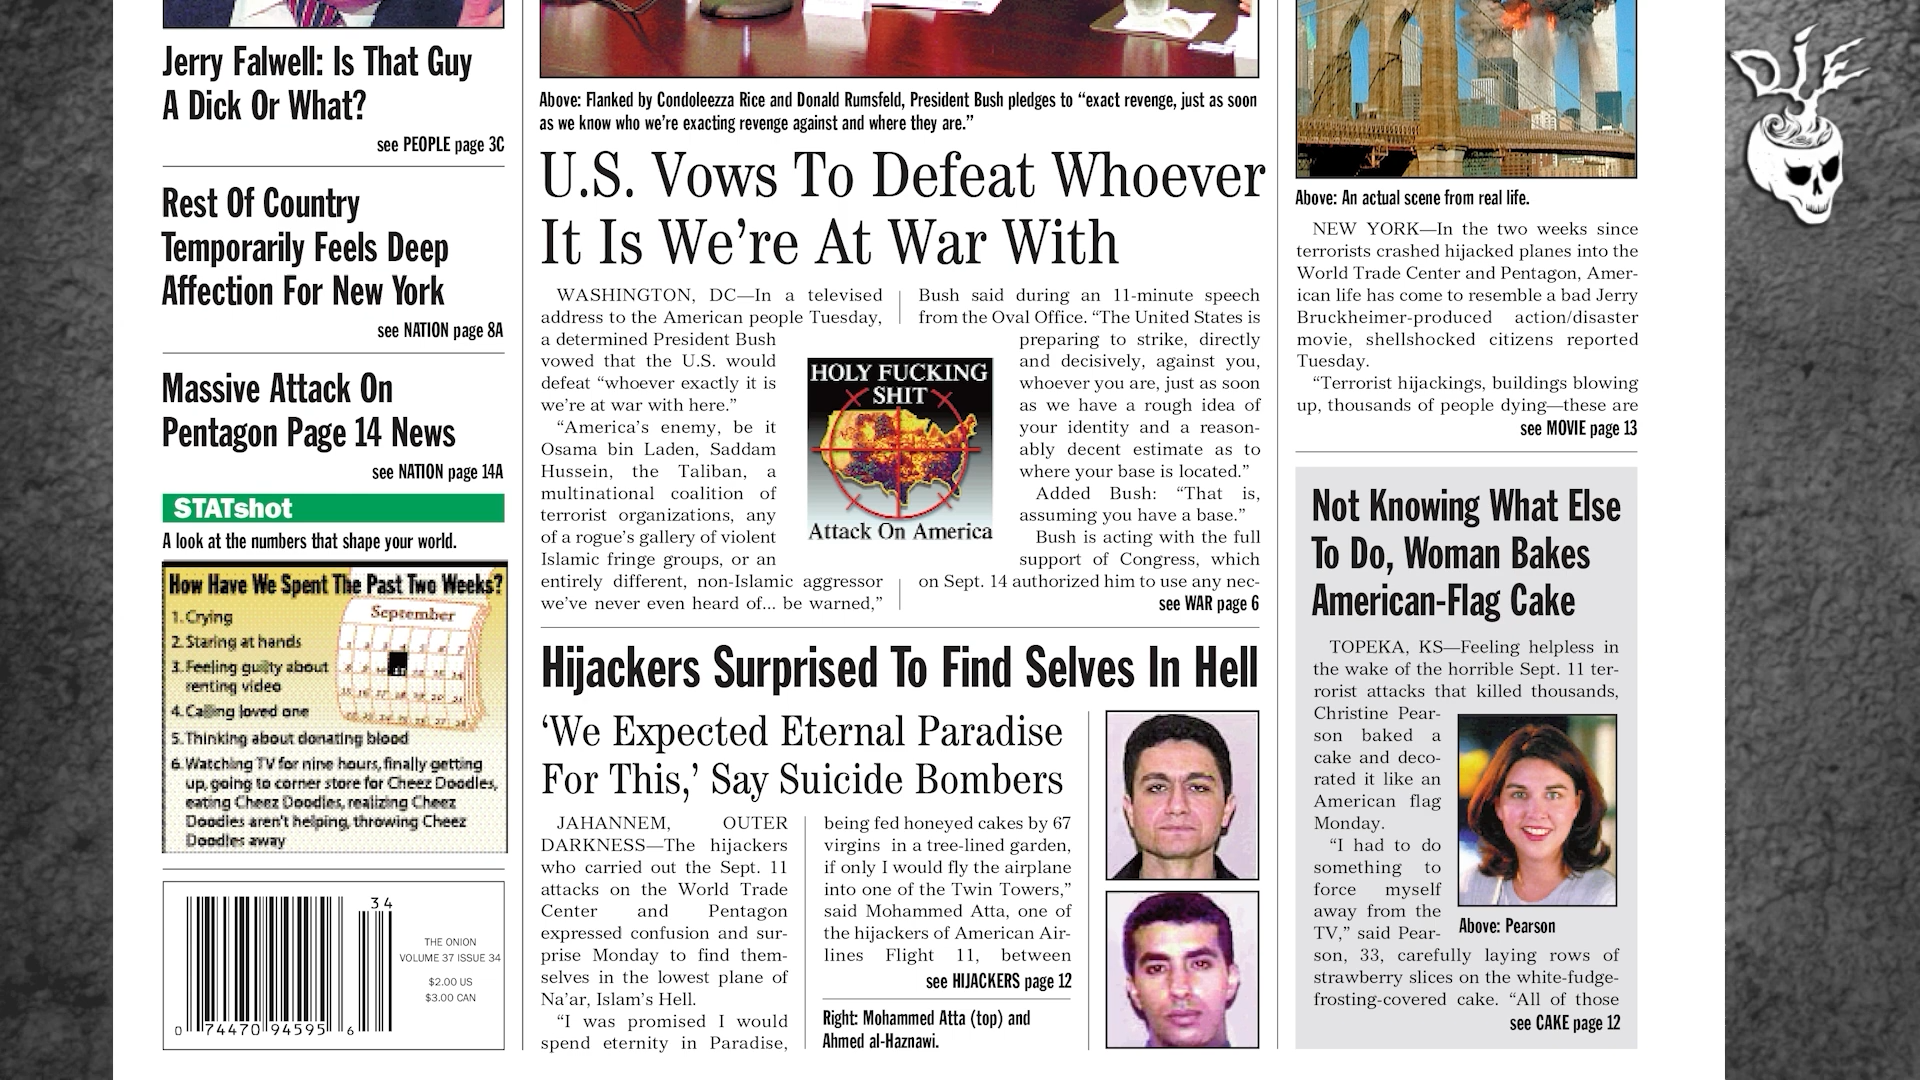 Jerry Falwell: Is That Guy
A Dick Or What?
see PEOPLE page 3C
Rest Of Country
Temporarily Feels Deep
Affection For New York
see NATION page 8A
Massive Attack On
Pentagon Page 14 News
see NATION page 14A
STATshot
A look at the numbers that shape your world.
How Have We Spent The Past Two Weeks?
1. Crying
2. Staring at hands
3. Feeling guilty about
renting video
4. Calling loved one
5. Thinking about donating blood
6. Watching TV for nine hours, finally getting
up, going to corner store for Cheez Doodles,
eating Cheez Doodles, realizing Cheez
Doodles aren't helping, throwing Cheez
Doodles away
September
34
THE ONION
VOLUME 37 ISSUE 34
$2.00 US
$3.00 CAN
0 74470 94595 6
Above: Flanked by Condoleezza Rice and Donald Rumsfeld, President Bush pledges to “exact revenge, just as soon
as we know who we’re exacting revenge against and where they are.”
U.S. Vows To Defeat Whoever
It Is We’re At War With
WASHINGTON, DC—In a televised
address to the American people Tuesday,
a determined President Bush
vowed that the U.S. would
defeat “whoever exactly it is
we’re at war with here.”
“America’s enemy, be it
Osama bin Laden, Saddam
Hussein, the Taliban, a
multinational coalition of
terrorist organizations, any
of a rogue’s gallery of violent
Islamic fringe groups, or an
entirely different, non-Islamic aggressor
we’ve never even heard of... be warned,”
HOLY FUCKING
SHIT
Attack On America
Bush said during an 11-minute speech
from the Oval Office. “The United States is
preparing to strike, directly
and decisively, against you,
whoever you are, just as soon
as we have a rough idea of
your identity and a reason-
ably decent estimate as to
where your base is located.”
Added Bush: “That is,
assuming you have a base.”
Bush is acting with the full
support of Congress, which
on Sept. 14 authorized him to use any nec-
see WAR page 6
Hijackers Surprised To Find Selves In Hell
‘We Expected Eternal Paradise
For This,’ Say Suicide Bombers
JAHANNEM, OUTER
DARKNESS—The hijackers
who carried out the Sept. 11
attacks on the World Trade
Center and Pentagon
expressed confusion and sur-
prise Monday to find them-
selves in the lowest plane of
Na’ar, Islam’s Hell.
“I was promised I would
spend eternity in Paradise,
being fed honeyed cakes by 67
virgins in a tree-lined garden,
if only I would fly the airplane
into one of the Twin Towers,”
said Mohammed Atta, one of
the hijackers of American Air-
lines Flight 11, between
see HIJACKERS page 12
Right: Mohammed Atta (top) and
Ahmed al-Haznawi.
Above: An actual scene from real life.
NEW YORK—In the two weeks since
terrorists crashed hijacked planes into the
World Trade Center and Pentagon, Amer-
ican life has come to resemble a bad Jerry
Bruckheimer-produced action/disaster
movie, shellshocked citizens reported
Tuesday.
“Terrorist hijackings, buildings blowing
up, thousands of people dying—these are
see MOVIE page 13
Not Knowing What Else
To Do, Woman Bakes
American-Flag Cake
TOPEKA, KS—Feeling helpless in
the wake of the horrible Sept. 11 ter-
rorist attacks that killed thousands,
Christine Pear-
son baked a
cake and deco-
rated it like an
American flag
Monday.
“I had to do
something to
force myself
away from the
TV,” said Pear-
son, 33, carefully laying rows of
strawberry slices on the white-fudge-
frosting-covered cake. “All of those
see CAKE page 12
Above: Pearson
DIE